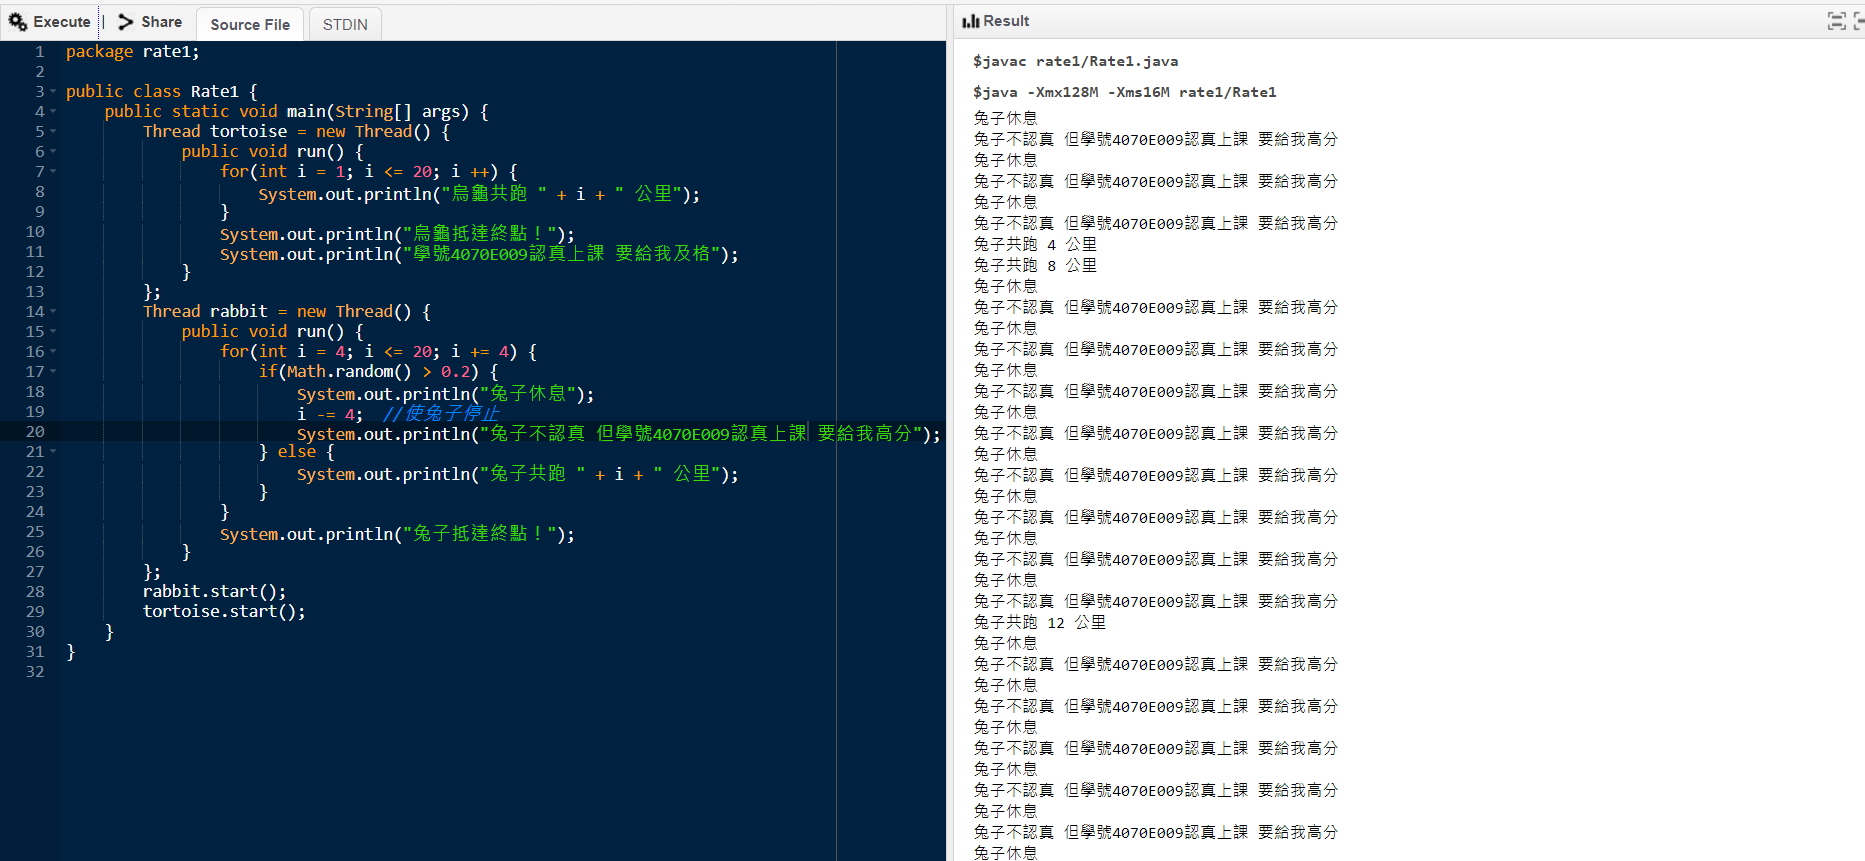 Execute | Share Source File STDIN
1 package rate1;
2
3 public class Rate1 {
4 public static void main(String[] args) {
5 Thread tortoise = new Thread() {
6 public void run() {
7 for(int i = 1; i <= 20; i ++) {
8 System.out.println("烏龜共跑 " + i + " 公里");
9 }
10 System.out.println("烏龜抵達終點！");
11 System.out.println("學號4070E009認真上課 要給我及格");
12 }
13 };
14 Thread rabbit = new Thread() {
15 public void run() {
16 for(int i = 4; i <= 20; i += 4) {
17 if(Math.random() > 0.2) {
18 System.out.println("兔子休息");
19 i -= 4; //使兔子停止
20 System.out.println("兔子不認真 但學號4070E009認真上課 要給我高分");
21 } else {
22 System.out.println("兔子共跑 " + i + " 公里");
23 }
24 }
25 System.out.println("兔子抵達終點！");
26 }
27 };
28 rabbit.start();
29 tortoise.start();
30 }
31 }
32
Result
$javac rate1/Rate1.java
$java -Xmx128M -Xms16M rate1/Rate1
兔子休息
兔子不認真 但學號4070E009認真上課 要給我高分
兔子休息
兔子不認真 但學號4070E009認真上課 要給我高分
兔子休息
兔子不認真 但學號4070E009認真上課 要給我高分
兔子共跑 4 公里
兔子共跑 8 公里
兔子休息
兔子不認真 但學號4070E009認真上課 要給我高分
兔子休息
兔子不認真 但學號4070E009認真上課 要給我高分
兔子休息
兔子不認真 但學號4070E009認真上課 要給我高分
兔子休息
兔子不認真 但學號4070E009認真上課 要給我高分
兔子休息
兔子不認真 但學號4070E009認真上課 要給我高分
兔子休息
兔子不認真 但學號4070E009認真上課 要給我高分
兔子休息
兔子不認真 但學號4070E009認真上課 要給我高分
兔子休息
兔子不認真 但學號4070E009認真上課 要給我高分
兔子共跑 12 公里
兔子休息
兔子不認真 但學號4070E009認真上課 要給我高分
兔子休息
兔子不認真 但學號4070E009認真上課 要給我高分
兔子休息
兔子不認真 但學號4070E009認真上課 要給我高分
兔子休息
兔子不認真 但學號4070E009認真上課 要給我高分
兔子休息
兔子不認真 但學號4070E009認真上課 要給我高分
兔子休息